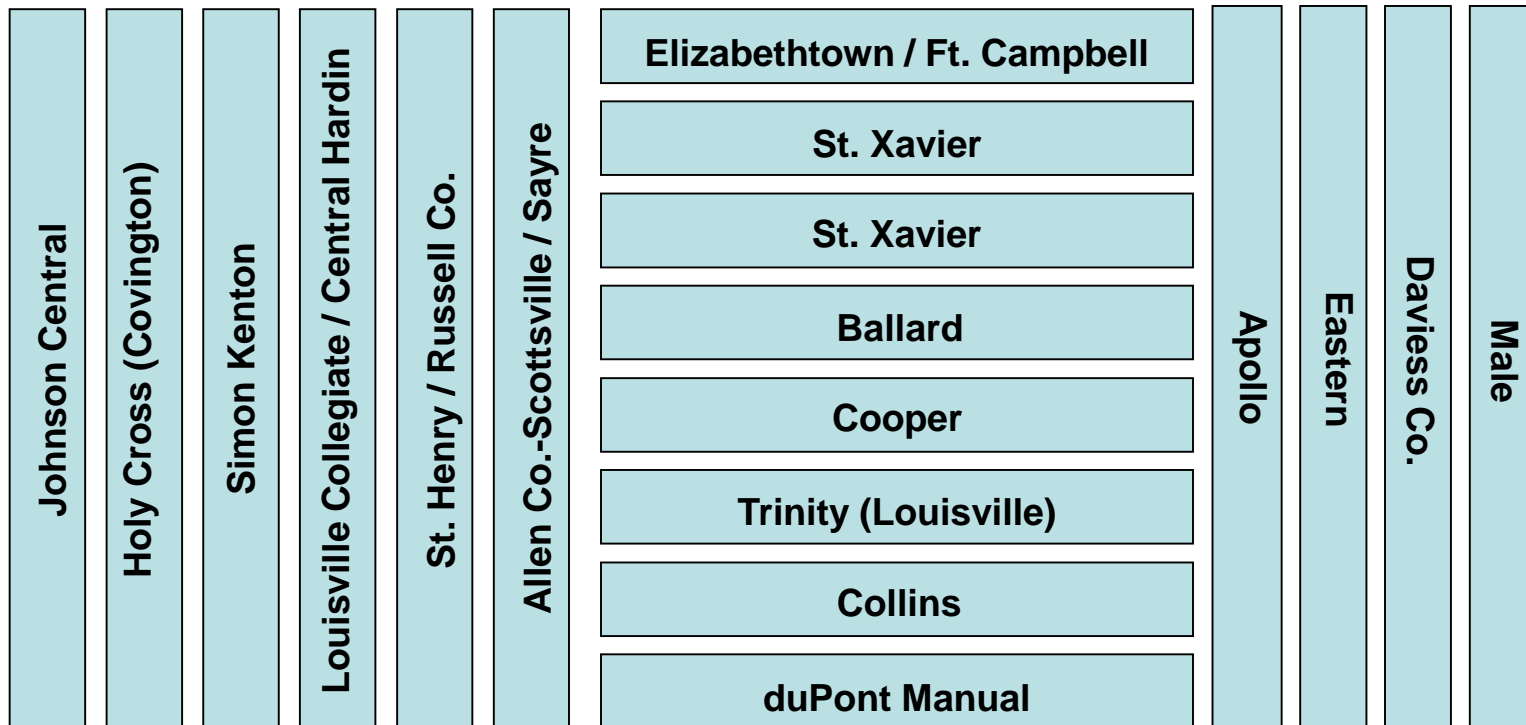 Johnson Central
Holy Cross (Covington)
Simon Kenton
Louisville Collegiate / Central Hardin
St. Henry / Russell Co.
Allen Co.-Scottsville / Sayre
Elizabethtown / Ft. Campbell
St. Xavier
St. Xavier
Ballard
Cooper
Trinity (Louisville)
Collins
duPont Manual
Apollo
Eastern
Daviess Co.
Male